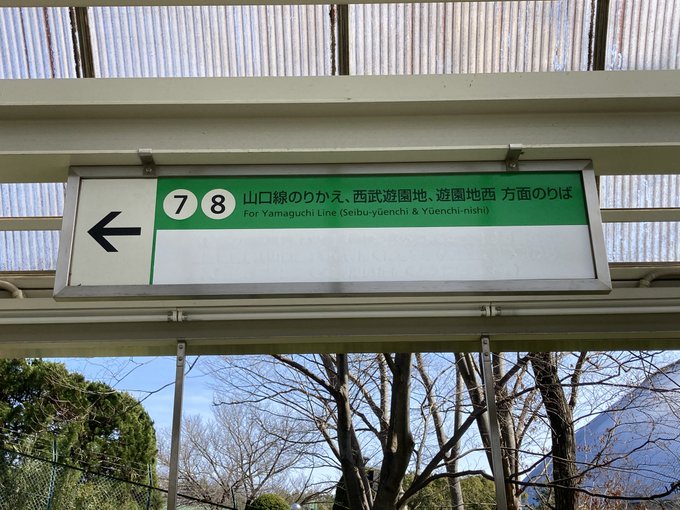 ← 7 8 山口線のりかえ、西武遊園地、遊園地西 方面のりば
For Yamaguchi Line (Seibu-yūenchi & Yūenchi-nishi)